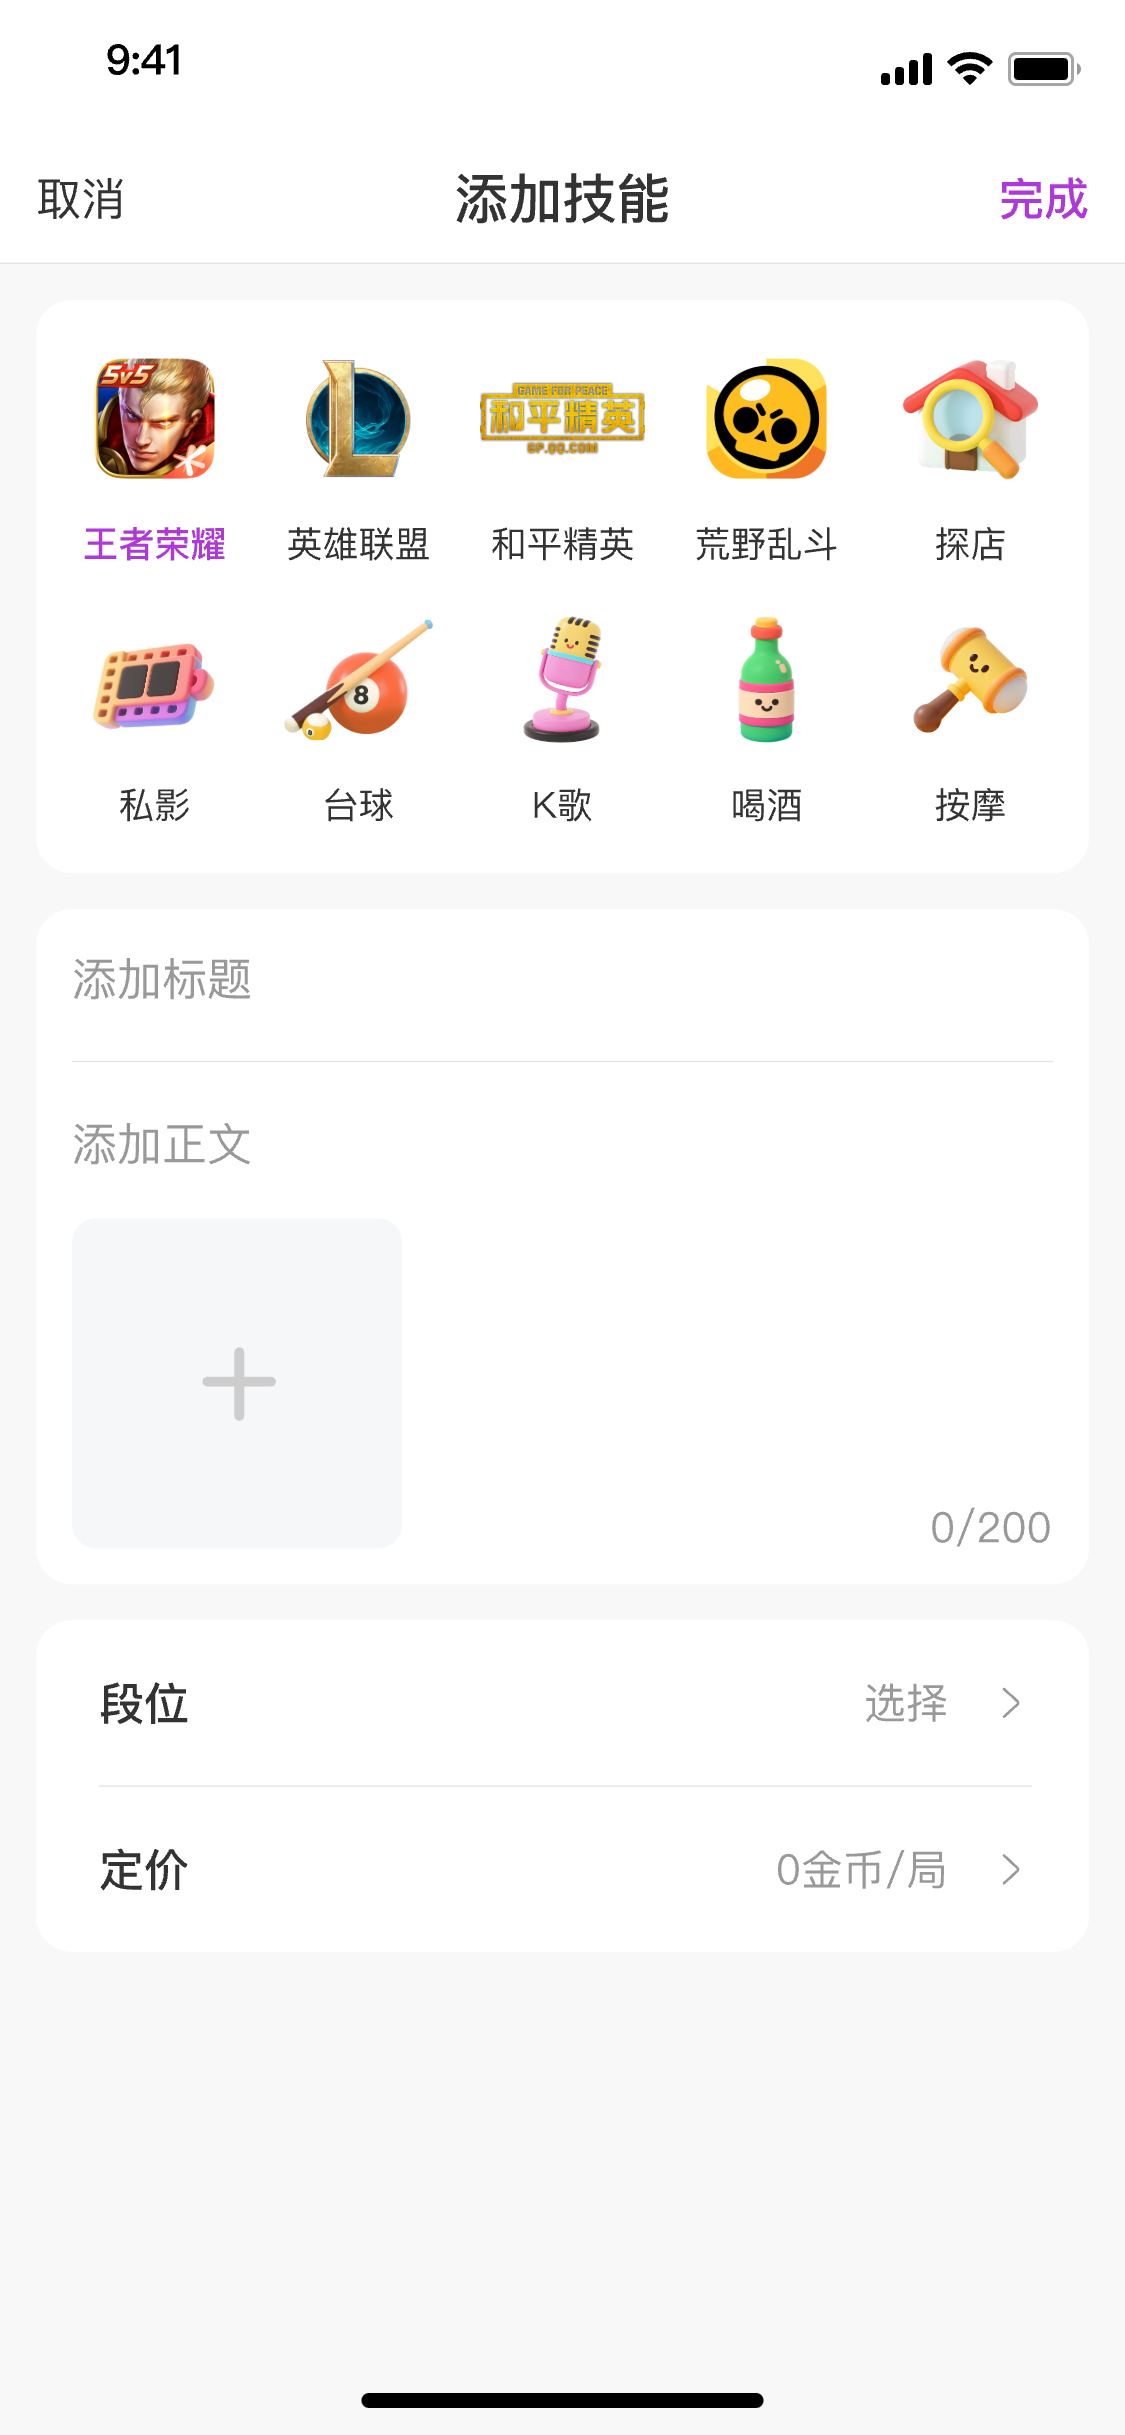 9:41
取消 添加技能 完成
5v5
GAME FOR PEACE
和平精英
GP.QQ.COM
王者荣耀 英雄联盟 和平精英 荒野乱斗 探店
8
私影 台球 K歌 喝酒 按摩
添加标题
添加正文
0/200
段位 选择
定价 0金币/局